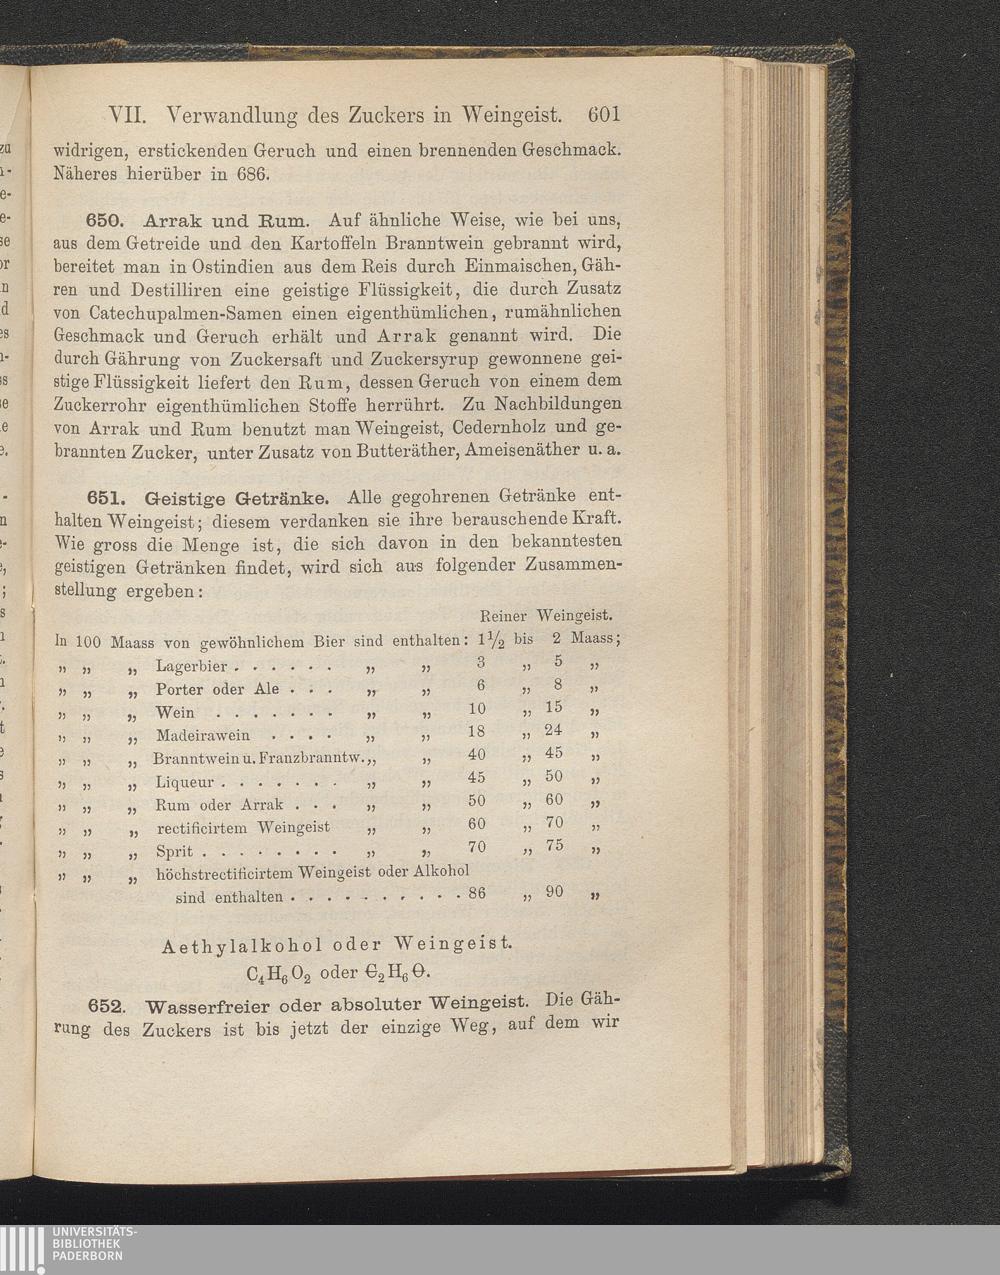 VII. Verwandlung des Zuckers in Weingeist. 601
widrigen, erstickenden Geruch und einen brennenden Geschmack.
Näheres hierüber in 686.
650. Arrak und Rum. Auf ähnliche Weise, wie bei uns,
aus dem Getreide und den Kartoffeln Branntwein gebrannt wird,
bereitet man in Ostindien aus dem Reis durch Einmaischen, Gäh-
ren und Destilliren eine geistige Flüssigkeit, die durch Zusatz
von Catechupalmen-Samen einen eigenthümlichen, rumähnlichen
Geschmack und Geruch erhält und Arrak genannt wird. Die
durch Gährung von Zuckersaft und Zuckersyrup gewonnene gei-
stige Flüssigkeit liefert den Rum, dessen Geruch von einem dem
Zuckerrohr eigenthümlichen Stoffe herrührt. Zu Nachbildungen
von Arrak und Rum benutzt man Weingeist, Cedernholz und ge-
brannten Zucker, unter Zusatz von Butteräther, Ameisenäther u. a.
651. Geistige Getränke. Alle gegohrenen Getränke ent-
halten Weingeist; diesem verdanken sie ihre berauschende Kraft.
Wie gross die Menge ist, die sich davon in den bekanntesten
geistigen Getränken findet, wird sich aus folgender Zusammen-
stellung ergeben:
Reiner Weingeist.
In 100 Maass von gewöhnlichem Bier sind enthalten: 1½ bis 2 Maass;
„ „ „ Lagerbier . . . . . . „ „ 3 „ 5 „
„ „ „ Porter oder Ale . . . „ „ 6 „ 8 „
„ „ „ Wein . . . . . . . „ „ 10 „ 15 „
„ „ „ Madeirawein . . . . „ „ 18 „ 24 „
„ „ „ Branntwein u. Franzbranntw. „ „ 40 „ 45 „
„ „ „ Liqueur . . . . . . . „ „ 45 „ 50 „
„ „ „ Rum oder Arrak . . . „ „ 50 „ 60 „
„ „ „ rectificirtem Weingeist „ „ 60 „ 70 „
„ „ „ Sprit . . . . . . . . „ „ 70 „ 75 „
„ „ „ höchstrectificirtem Weingeist oder Alkohol
sind enthalten . . . . . . . . . . 86 „ 90 „
Aethylalkohol oder Weingeist.
C₄H₆O₂ oder C̶₂H₆O̶.
652. Wasserfreier oder absoluter Weingeist. Die Gäh-
rung des Zuckers ist bis jetzt der einzige Weg, auf dem wir
UNIVERSITÄTS-
BIBLIOTHEK
PADERBORN